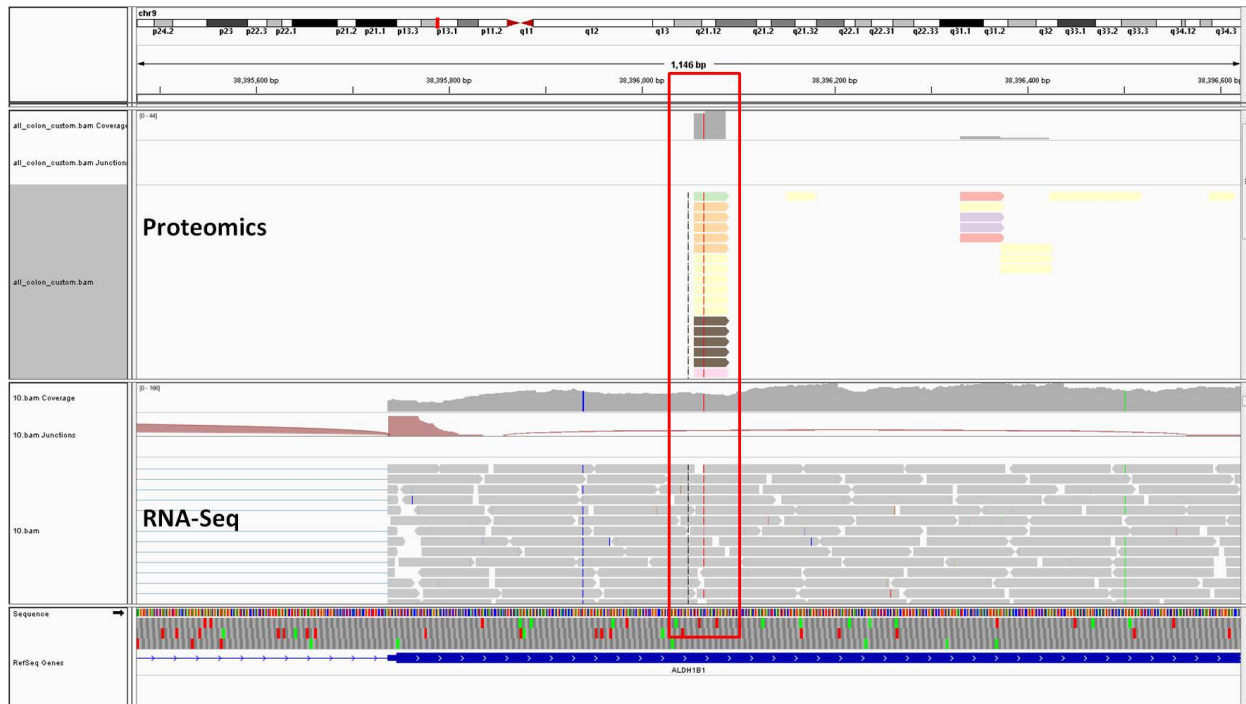 chr9
p24.2 p23 p22.3 p22.1 p21.2 p21.1 p13.3 p13.1 p11.2 q11 q12 q13 q21.12 q21.2 q21.32 q22.1 q22.31 q22.33 q31.1 q31.2 q32 q33.1 q33.2 q33.3 q34.12 q34.3
1,146 bp
38,395,600 bp 38,395,800 bp 38,396,000 bp 38,396,200 bp 38,396,400 bp 38,396,600 bp
[0 - 44]
all_colon_custom.bam Coverage
all_colon_custom.bam Junctions
Proteomics
all_colon_custom.bam
[0 - 166]
10.bam Coverage
10.bam Junctions
RNA-Seq
10.bam
Sequence
RefSeq Genes
ALDH1B1